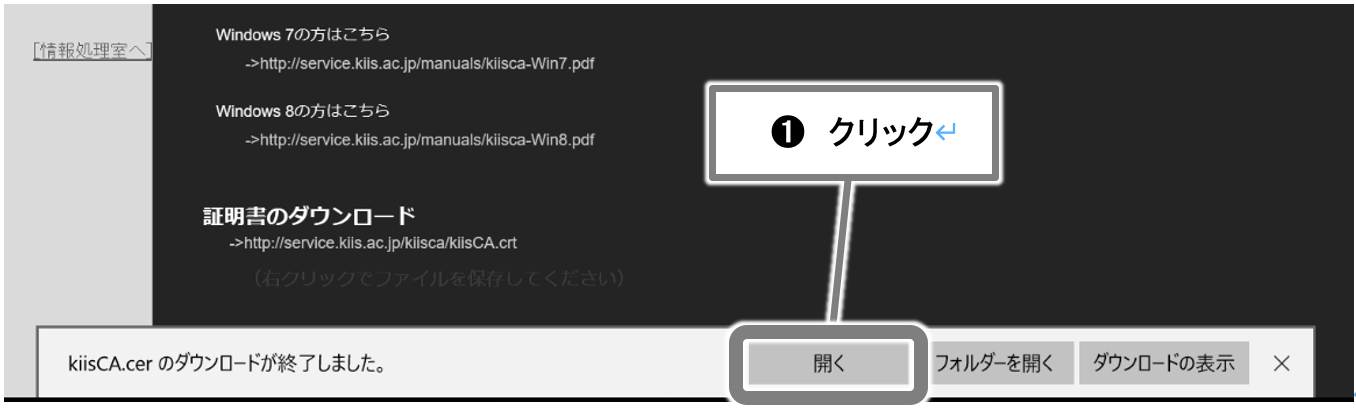 [情報処理室へ]
Windows 7の方はこちら
->http://service.kiis.ac.jp/manuals/kiisca-Win7.pdf
Windows 8の方はこちら
->http://service.kiis.ac.jp/manuals/kiisca-Win8.pdf
❶ クリック↵
証明書のダウンロード
->http://service.kiis.ac.jp/kiisca/kiisCA.crt
（右クリックでファイルを保存してください）
kiisCA.cer のダウンロードが終了しました。 開く フォルダーを開く ダウンロードの表示 ×